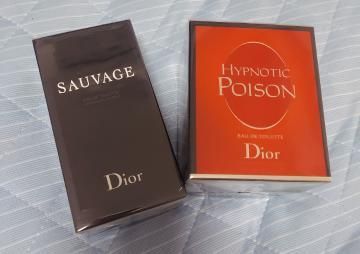 SAUVAGE
Dior
HYPNOTIC
POISON
EAU DE TOILETTE
Dior